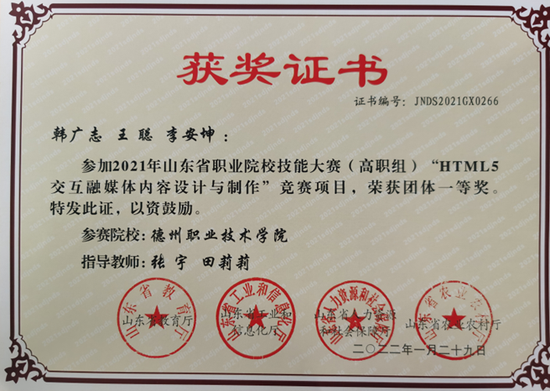 获奖证书
证书编号：JNDS2021GX0266
韩广志 王聪 李安坤：
参加2021年山东省职业院校技能大赛（高职组）“HTML5
交互融媒体内容设计与制作”竞赛项目，荣获团体一等奖。
特发此证，以资鼓励。
参赛院校：德州职业技术学院
指导教师：张宇 田莉莉
山东省教育厅 山东省工业和信息化厅 山东省人力资源和社会保障厅 山东省农业农村厅
二〇二二年一月二十九日